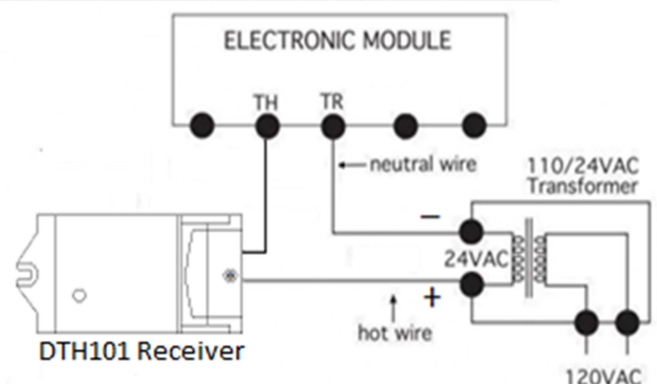 ELECTRONIC MODULE
TH TR
neutral wire
110/24VAC
Transformer
−
24VAC
+
hot wire
DTH101 Receiver
120VAC